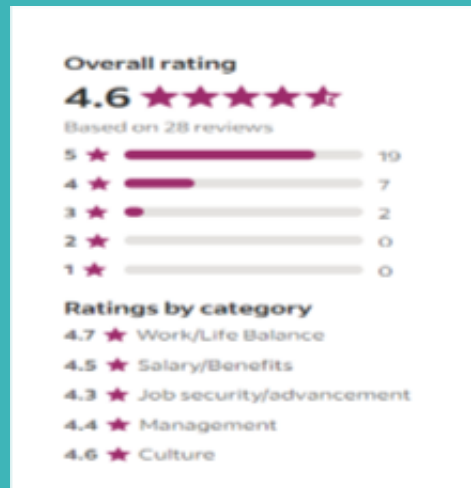 Overall rating
4.6
Based on 28 reviews
5 19
4 7
3 2
2 0
1 0
Ratings by category
4.7 Work/Life Balance
4.5 Salary/Benefits
4.3 Job security/advancement
4.4 Management
4.6 Culture